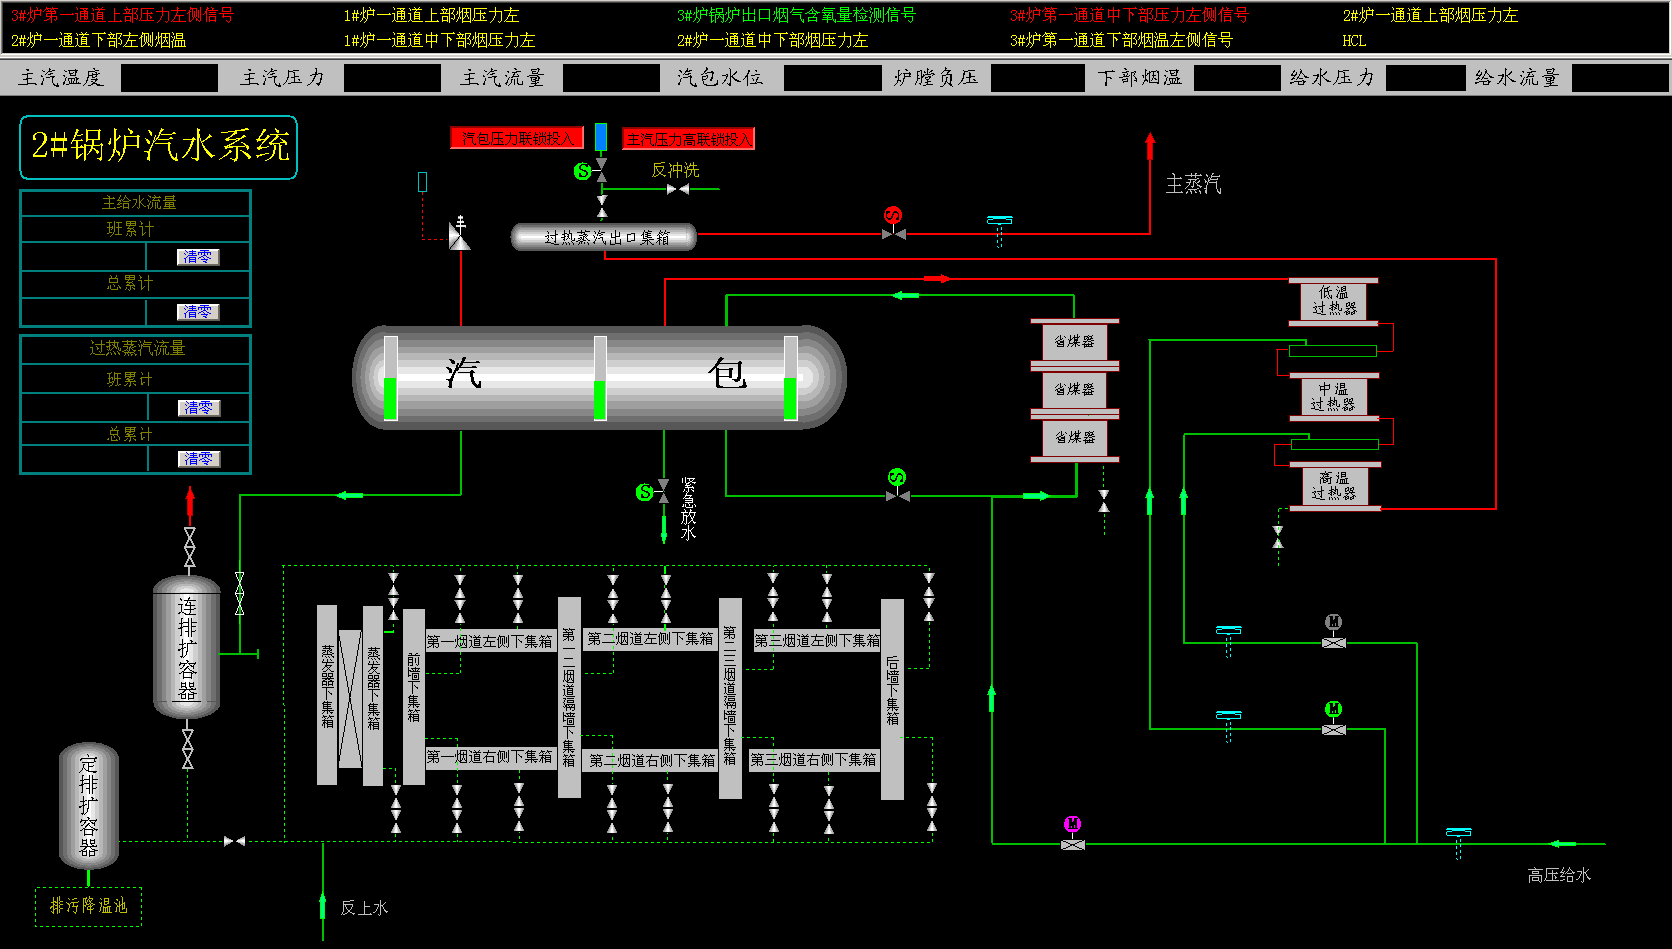 3#炉第一通道上部压力左侧信号
1#炉一通道上部烟压力左
3#炉锅炉出口烟气含氧量检测信号
3#炉第一通道中下部压力左侧信号
2#炉一通道上部烟压力左
2#炉一通道下部左侧烟温
1#炉一通道中下部烟压力左
2#炉一通道中下部烟压力左
3#炉第一通道下部烟温左侧信号
HCL
主汽温度
主汽压力
主汽流量
汽包水位
炉膛负压
下部烟温
给水压力
给水流量
2#锅炉汽水系统
汽包压力联锁投入
主汽压力高联锁投入
S
反冲洗
主蒸汽
主给水流量
班累计
清零
总累计
清零
过热蒸汽出口集箱
S
低温
过热器
过热蒸汽流量
班累计
清零
总累计
清零
汽
包
省煤器
省煤器
省煤器
中温
过热器
高温
过热器
S
紧急放水
S
连排扩容器
蒸发器下集箱
蒸发器下集箱
前墙下集箱
第一烟道左侧下集箱
第一二烟道隔墙下集箱
第二烟道左侧下集箱
第二三烟道隔墙下集箱
第三烟道左侧下集箱
后墙下集箱
M
M
第一烟道右侧下集箱
第二烟道右侧下集箱
第三烟道右侧下集箱
定排扩容器
M
高压给水
排污降温池
反上水